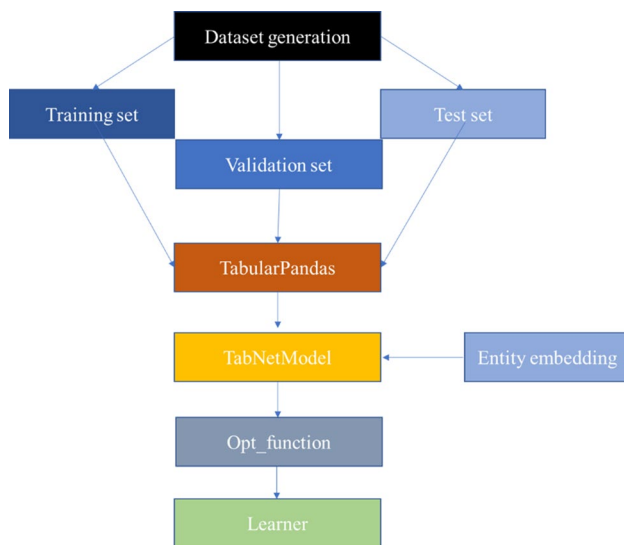 Dataset generation
Training set
Test set
Validation set
TabularPandas
TabNetModel
Entity embedding
Opt_function
Learner